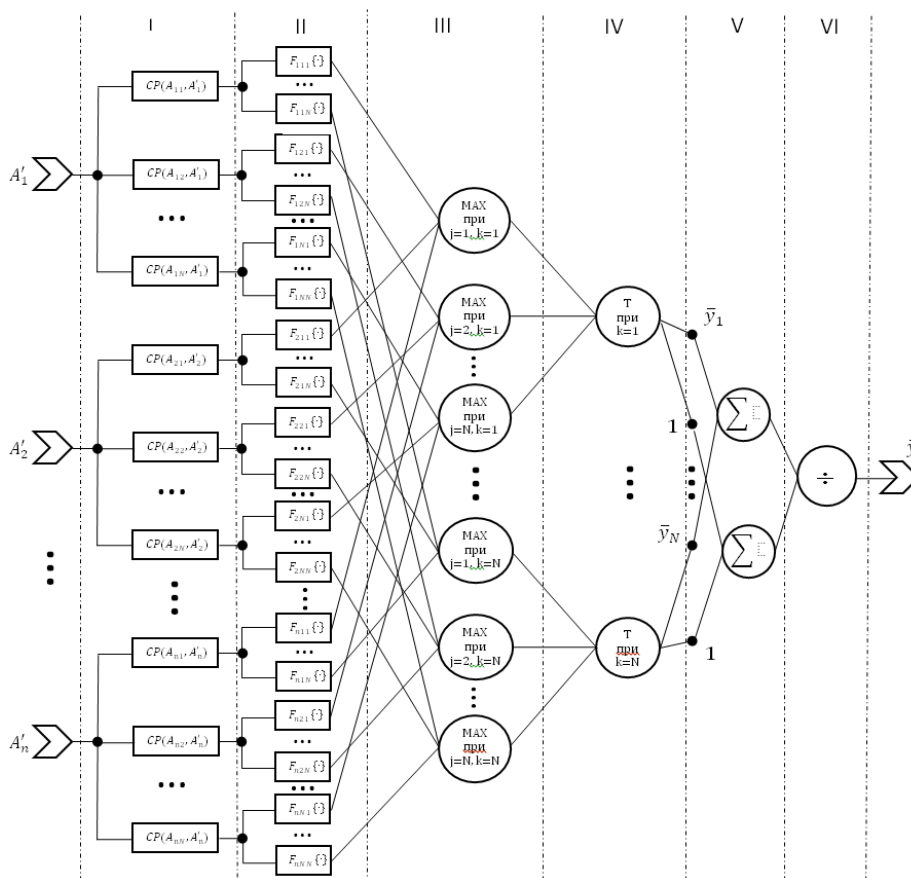 I II III IV V VI
A′₁
A′₂
A′ₙ
CP(A₁₁, A′₁)
CP(A₁₂, A′₁)
CP(A₁N, A′₁)
CP(A₂₁, A′₂)
CP(A₂₂, A′₂)
CP(A₂N, A′₂)
CP(Aₙ₁, A′ₙ)
CP(Aₙ₂, A′ₙ)
CP(AₙN, A′ₙ)
F₁₁₁{·}
...
F₁₁N{·}
F₁₂₁{·}
...
F₁₂N{·}
...
F₁N₁{·}
...
F₁NN{·}
F₂₁₁{·}
...
F₂₁N{·}
F₂₂₁{·}
...
F₂₂N{·}
...
F₂N₁{·}
...
F₂NN{·}
Fₙ₁₁{·}
...
Fₙ₁N{·}
Fₙ₂₁{·}
...
Fₙ₂N{·}
...
FₙN₁{·}
...
FₙNN{·}
MAX
при
j=1, k=1
MAX
при
j=2, k=1
MAX
при
j=N, k=1
MAX
при
j=1, k=N
MAX
при
j=2, k=N
MAX
при
j=N, k=N
T
при
k=1
T
при
k=N
ȳ₁
1
ȳN
1
∑
∑
÷